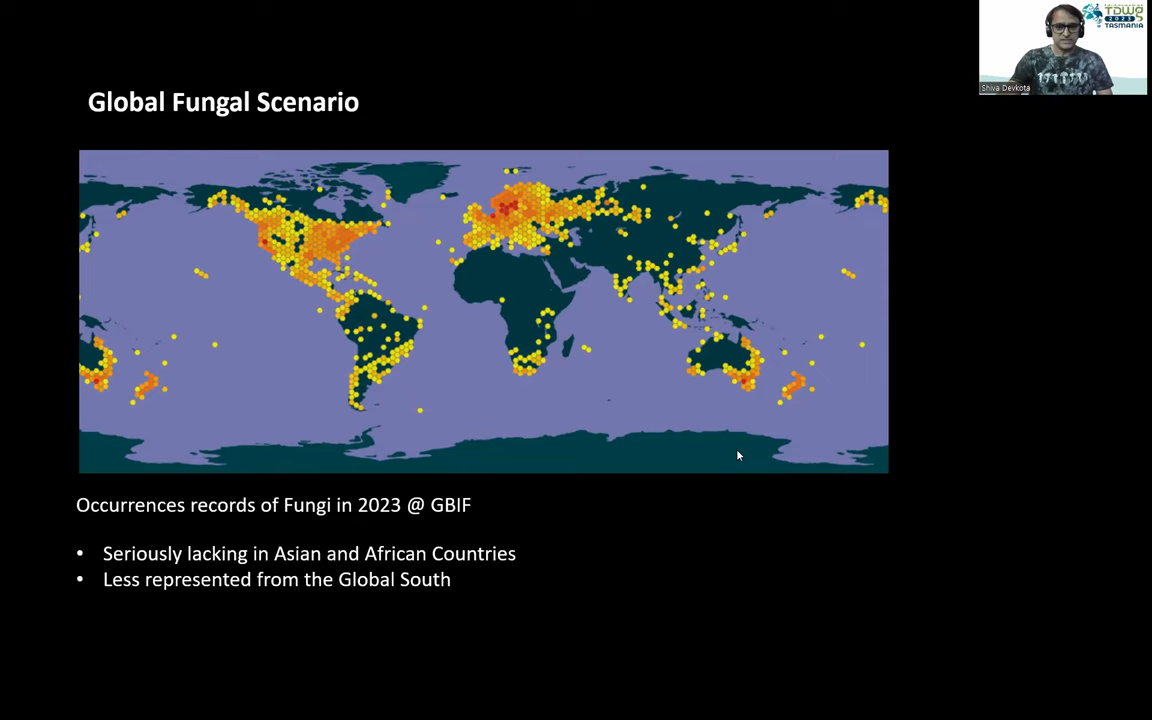 TDWG
2023
TASMANIA
Shiva Devkota
Global Fungal Scenario
Occurrences records of Fungi in 2023 @ GBIF
• Seriously lacking in Asian and African Countries
• Less represented from the Global South